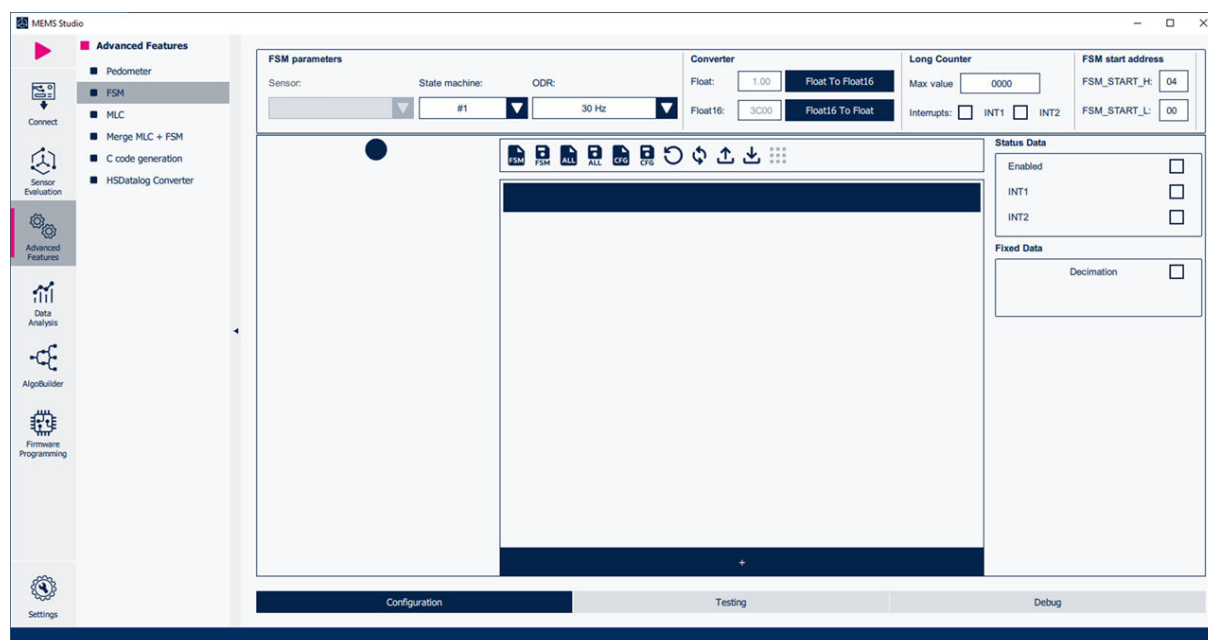 MEMS Studio
Connect
Sensor
Evaluation
Advanced
Features
Data
Analysis
AlgoBuilder
Firmware
Programming
Settings
Advanced Features
Pedometer
FSM
MLC
Merge MLC + FSM
C code generation
HSDatalog Converter
FSM parameters
Sensor:
State machine:
ODR:
#1
30 Hz
Converter
Float:
1.00
Float To Float16
Float16:
3C00
Float16 To Float
Long Counter
Max value
0000
Interrupts:
INT1
INT2
FSM start address
FSM_START_H:
04
FSM_START_L:
00
FSM
FSM
ALL
ALL
CFG
CFG
+
Status Data
Enabled
INT1
INT2
Fixed Data
Decimation
Configuration
Testing
Debug